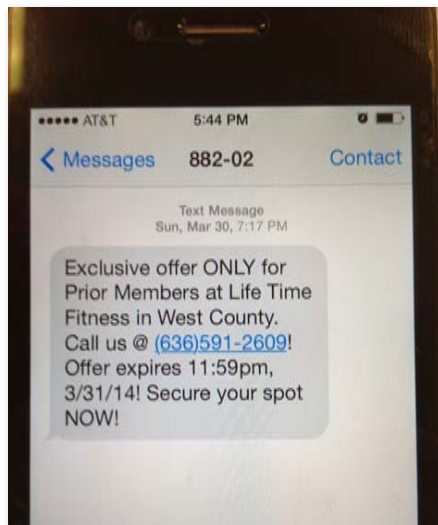 AT&T 5:44 PM
Messages 882-02 Contact
Text Message
Sun, Mar 30, 7:17 PM
Exclusive offer ONLY for
Prior Members at Life Time
Fitness in West County.
Call us @ (636)591-2609!
Offer expires 11:59pm,
3/31/14! Secure your spot
NOW!